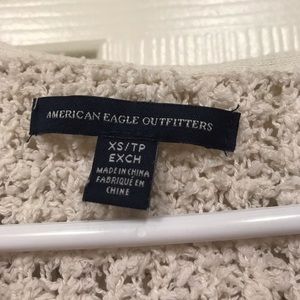 AMERICAN EAGLE OUTFITTERS
XS/TP
EXCH
MADE IN CHINA
FABRIQUÉ EN
CHINE